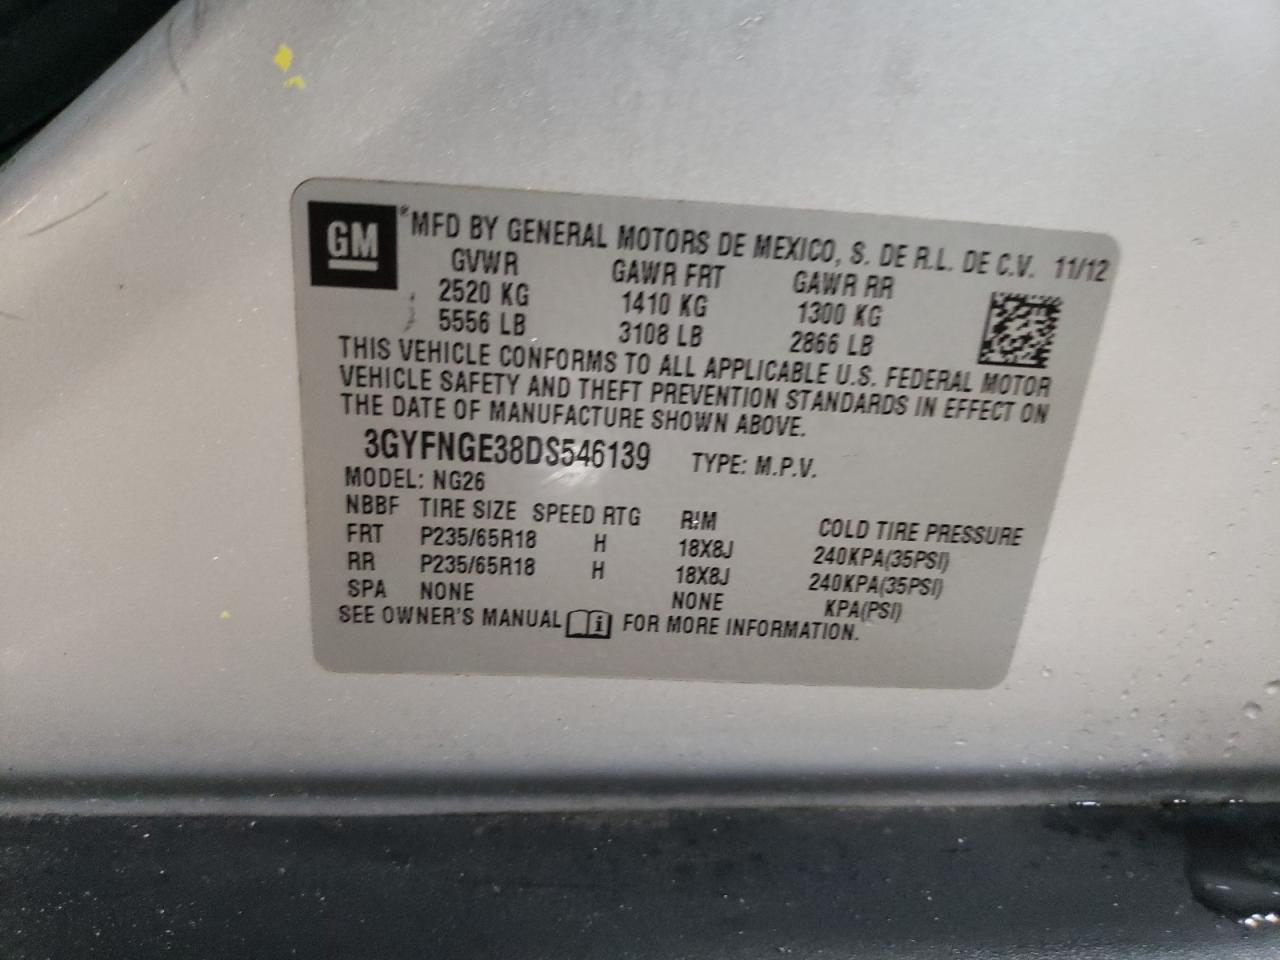 GM ® MFD BY GENERAL MOTORS DE MEXICO, S. DE R.L. DE C.V. 11/12
GVWR GAWR FRT GAWR RR
2520 KG 1410 KG 1300 KG
5556 LB 3108 LB 2866 LB
THIS VEHICLE CONFORMS TO ALL APPLICABLE U.S. FEDERAL MOTOR
VEHICLE SAFETY AND THEFT PREVENTION STANDARDS IN EFFECT ON
THE DATE OF MANUFACTURE SHOWN ABOVE.
3GYFNGE38DS546139 TYPE: M.P.V.
MODEL: NG26
NBBF TIRE SIZE SPEED RTG RIM COLD TIRE PRESSURE
FRT P235/65R18 H 18X8J 240KPA(35PSI)
RR P235/65R18 H 18X8J 240KPA(35PSI)
SPA NONE NONE KPA(PSI)
SEE OWNER'S MANUAL i FOR MORE INFORMATION.